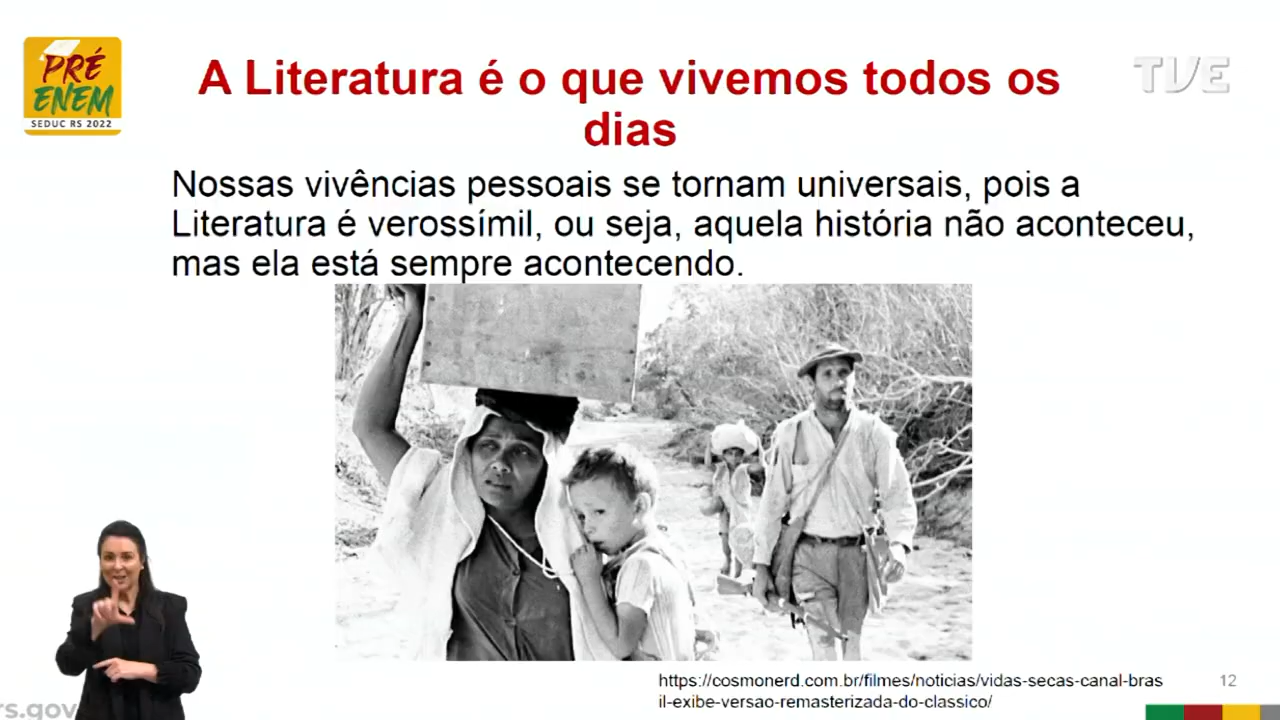 PRÉ
ENEM
SEDUC RS 2022
A Literatura é o que vivemos todos os
dias
TVE
Nossas vivências pessoais se tornam universais, pois a
Literatura é verossímil, ou seja, aquela história não aconteceu,
mas ela está sempre acontecendo.
https://cosmonerd.com.br/filmes/noticias/vidas-secas-canal-bras
il-exibe-versao-remasterizada-do-classico/
12
rs.gov